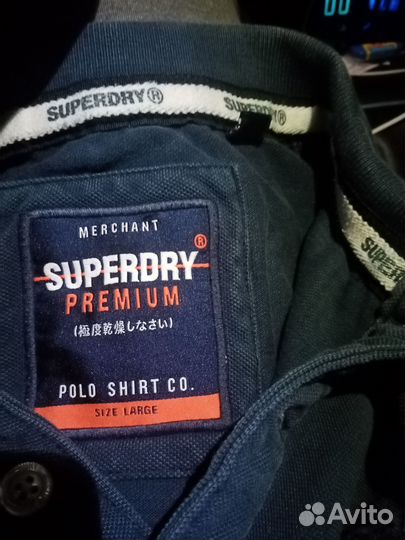 SUPERDRY®
SUPERDRY®
MERCHANT
SUPERDRY®
PREMIUM
(極度乾燥しなさい)
POLO SHIRT CO.
SIZE LARGE
Avito